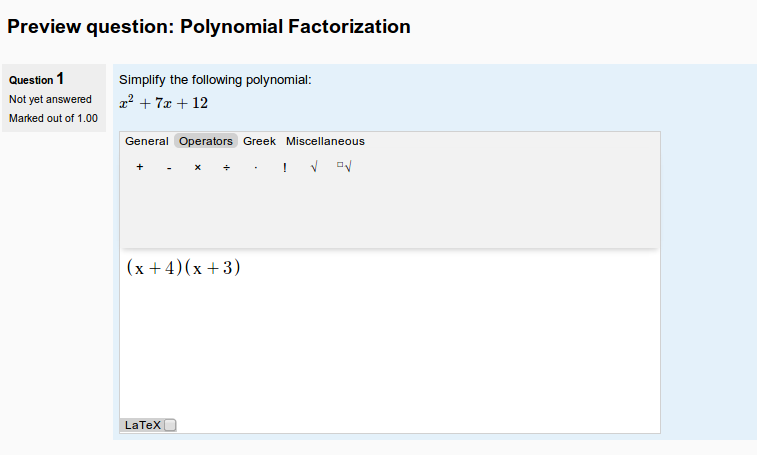 Preview question: Polynomial Factorization
Question 1
Not yet answered
Marked out of 1.00
Simplify the following polynomial:
x² + 7x + 12
General Operators Greek Miscellaneous
+ - × ÷ · ! √ □√
(x + 4)(x + 3)
LaTeX